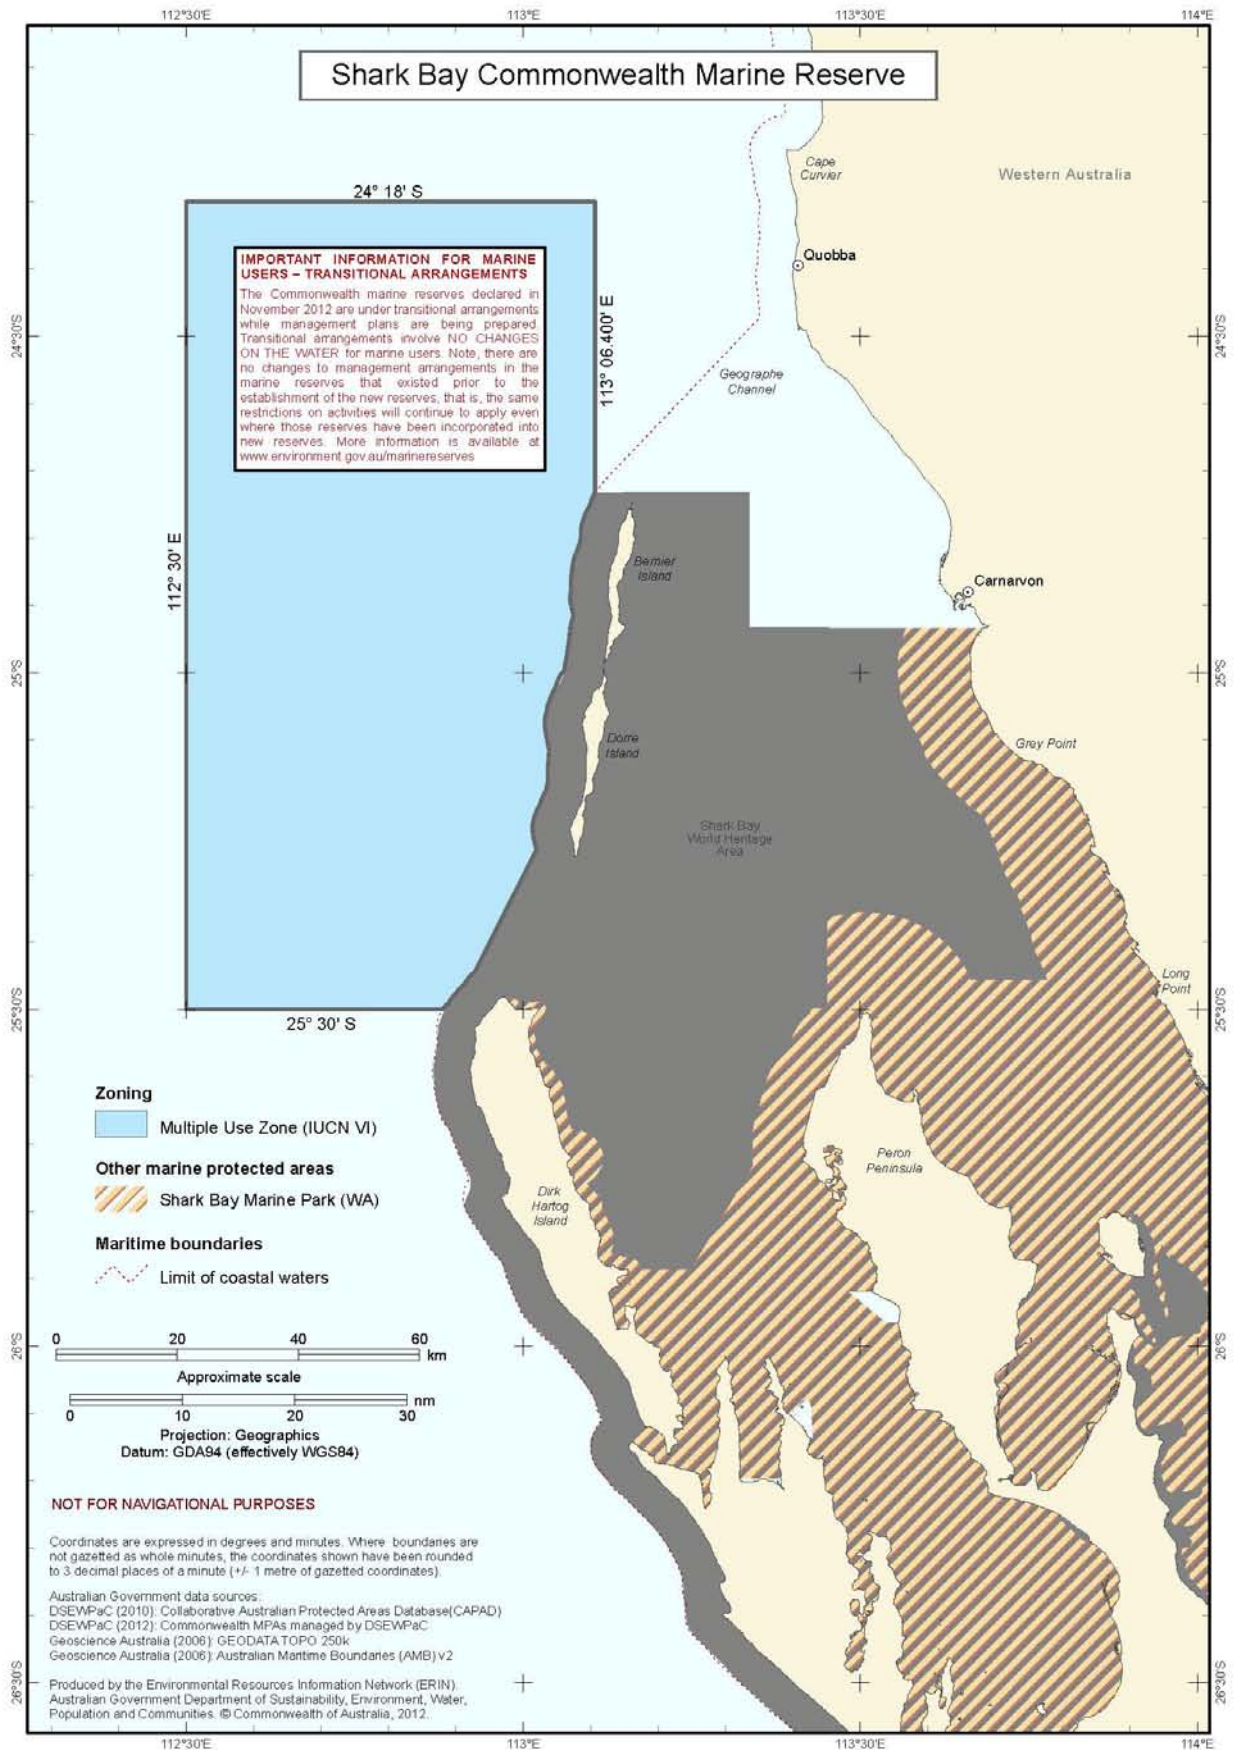 112°30'E
113°E
113°30'E
114°E
Shark Bay Commonwealth Marine Reserve
Cape
Curvier
Western Australia
24° 18' S
Quobba
IMPORTANT INFORMATION FOR MARINE
USERS – TRANSITIONAL ARRANGEMENTS
The Commonwealth marine reserves declared in
November 2012 are under transitional arrangements
while management plans are being prepared.
Transitional arrangements involve NO CHANGES
ON THE WATER for marine users. Note, there are
no changes to management arrangements in the
marine reserves that existed prior to the
establishment of the new reserves, that is, the same
restrictions on activities will continue to apply even
where those reserves have been incorporated into
new reserves. More information is available at
www.environment.gov.au/marinereserves
113° 06.400' E
24°30'S
24°30'S
Geographe
Channel
112° 30' E
Bernier
Island
Carnarvon
25°S
25°S
Dorre
Island
Grey Point
Shark Bay
World Heritage
Area
Long
Point
25°30'S
25°30'S
25° 30' S
Zoning
Multiple Use Zone (IUCN VI)
Other marine protected areas
Shark Bay Marine Park (WA)
Maritime boundaries
Limit of coastal waters
Peron
Peninsula
Dirk
Hartog
Island
0 20 40 60
km
Approximate scale
nm
0 10 20 30
Projection: Geographics
Datum: GDA94 (effectively WGS84)
26°S
26°S
NOT FOR NAVIGATIONAL PURPOSES
Coordinates are expressed in degrees and minutes. Where boundaries are
not gazetted as whole minutes, the coordinates shown have been rounded
to 3 decimal places of a minute (+/- 1 metre of gazetted coordinates).
Australian Government data sources:
DSEWPaC (2010): Collaborative Australian Protected Areas Database(CAPAD)
DSEWPaC (2012): Commonwealth MPAs managed by DSEWPaC
Geoscience Australia (2006): GEODATA TOPO 250k
Geoscience Australia (2006): Australian Maritime Boundaries (AMB) v2
Produced by the Environmental Resources Information Network (ERIN).
Australian Government Department of Sustainability, Environment, Water,
Population and Communities. © Commonwealth of Australia, 2012.
26°30'S
26°30'S
112°30'E
113°E
113°30'E
114°E